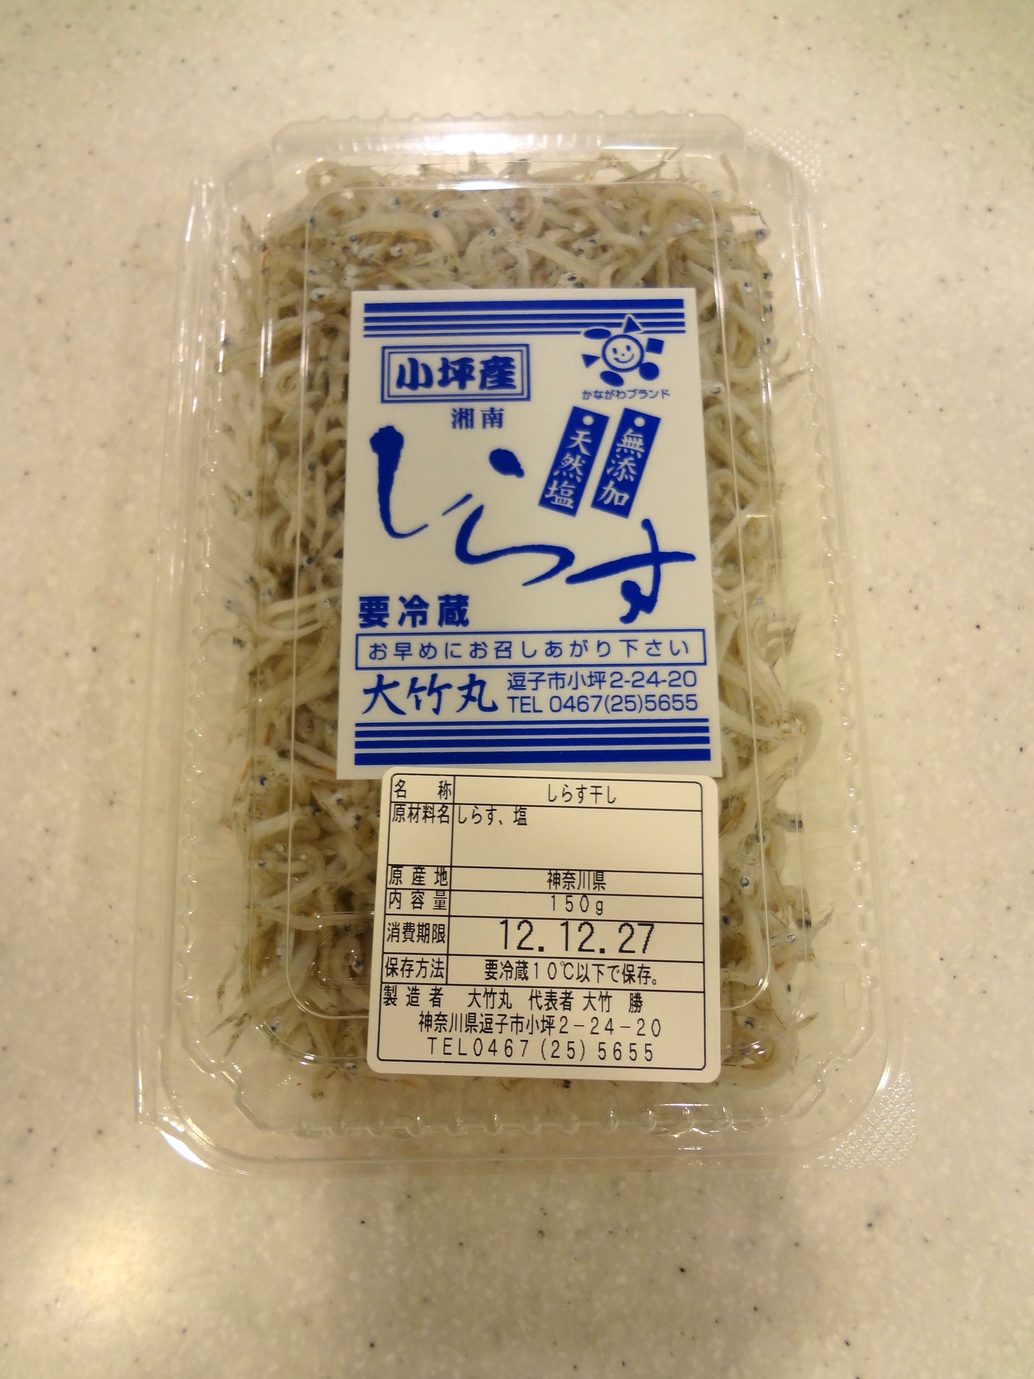 小坪産
かながわブランド
湘南
しらす
天然塩
無添加
要冷蔵
お早めにお召しあがり下さい
大竹丸
逗子市小坪2-24-20
TEL 0467(25)5655
名称 しらす干し
原材料名 しらす、塩
原産地 神奈川県
内容量 150g
消費期限 12.12.27
保存方法 要冷蔵10℃以下で保存。
製造者 大竹丸 代表者 大竹 勝
神奈川県逗子市小坪2-24-20
TEL0467(25)5655